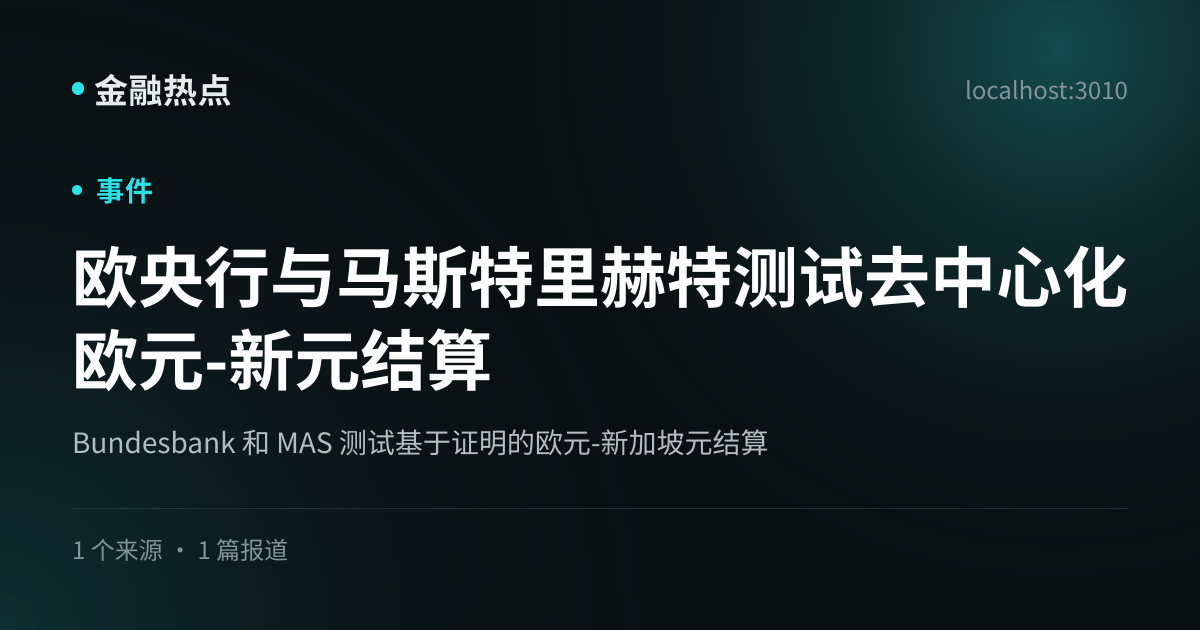 金融热点
localhost:3010
事件
欧央行与马斯特里赫特测试去中心化
欧元-新元结算
Bundesbank 和 MAS 测试基于证明的欧元-新加坡元结算
1 个来源 • 1 篇报道